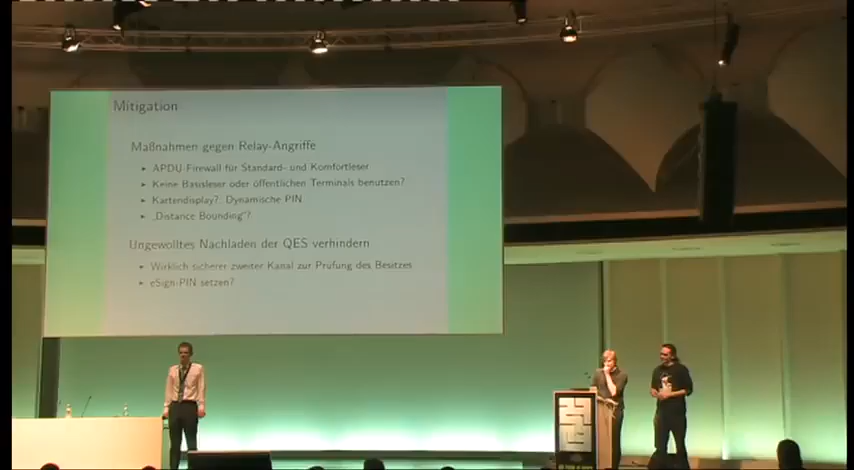 Mitigation
Maßnahmen gegen Relay-Angriffe
▸ APDU-Firewall für Standard- und Komfortleser
▸ Keine Basisleser oder öffentlichen Terminals benutzen?
▸ Kartendisplay?, Dynamische PIN
▸ „Distance Bounding“?
Ungewolltes Nachladen der QES verhindern
▸ Wirklich sicherer zweiter Kanal zur Prüfung des Besitzes
▸ eSign-PIN setzen?